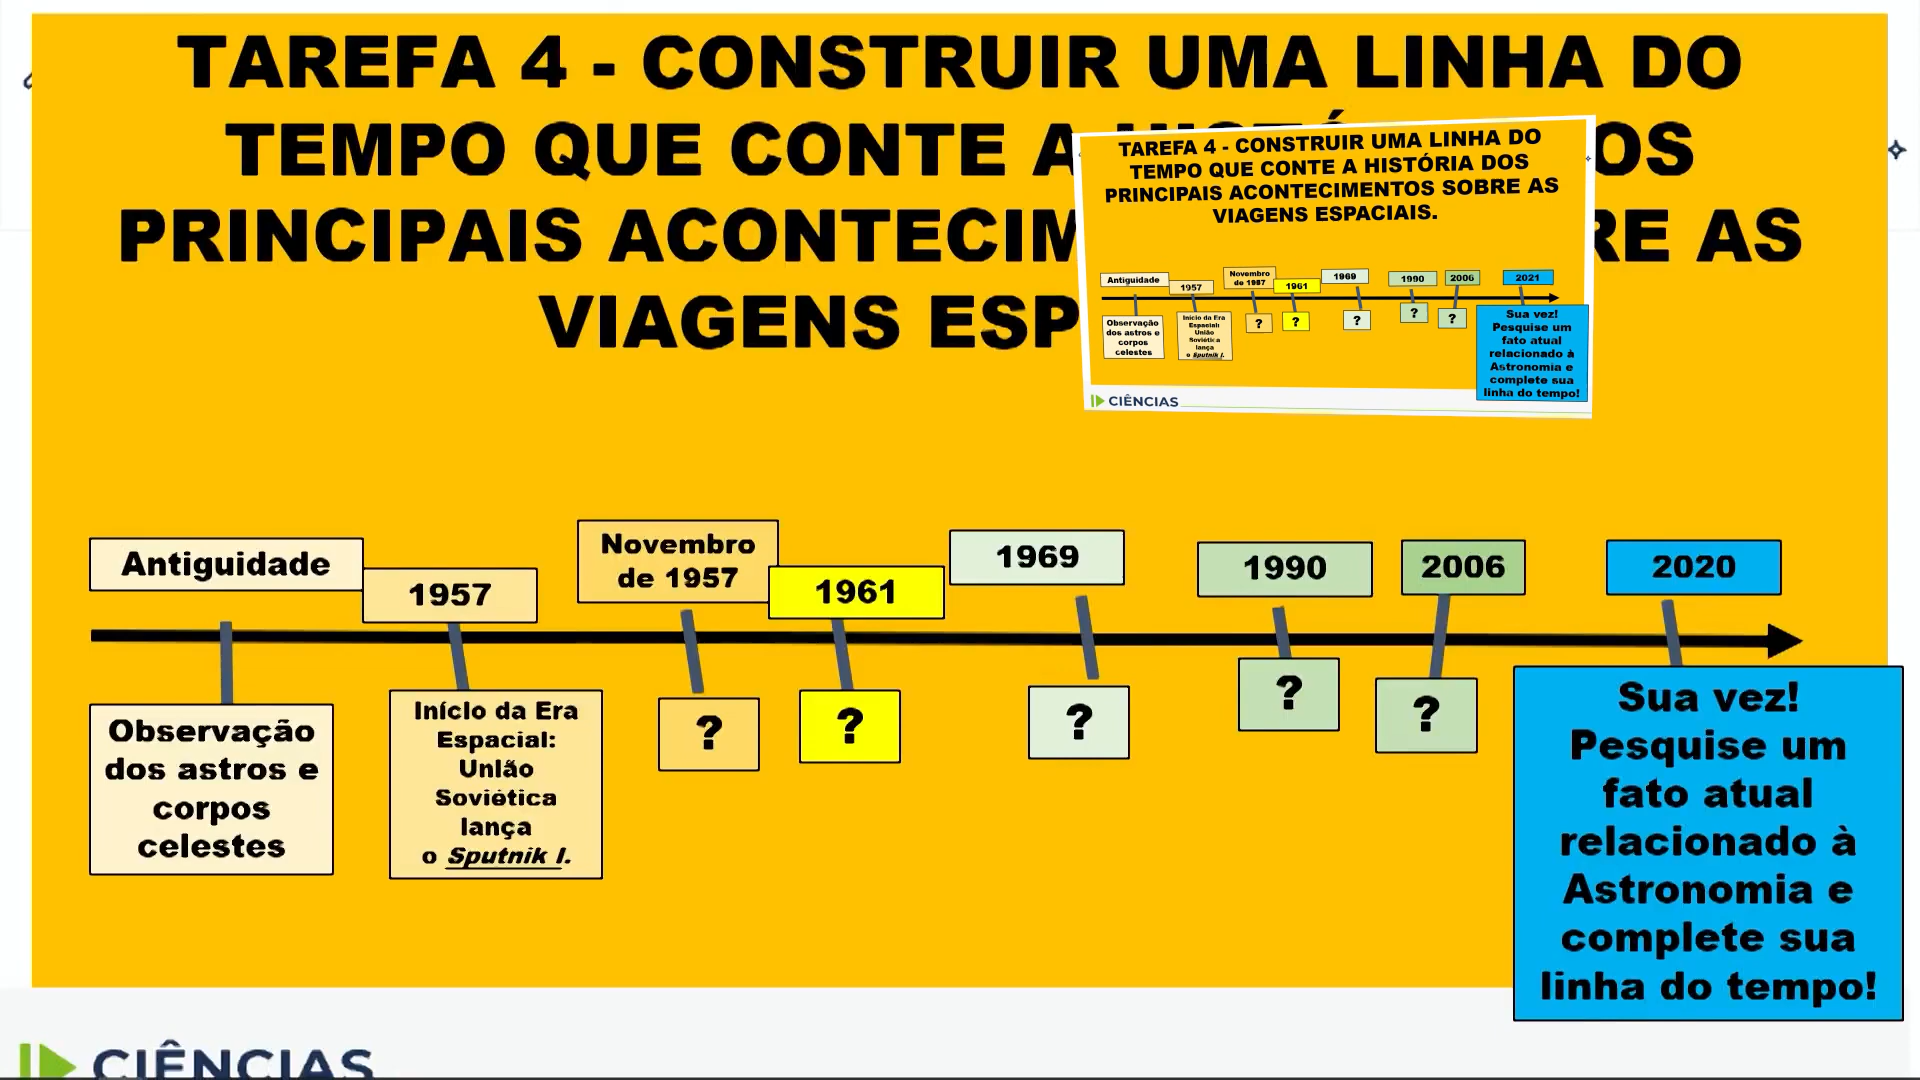 TAREFA 4 - CONSTRUIR UMA LINHA DO
TEMPO QUE CONTE A OS
PRINCIPAIS ACONTECIM RE AS
VIAGENS ESP
TAREFA 4 - CONSTRUIR UMA LINHA DO
TEMPO QUE CONTE A HISTÓRIA DOS
PRINCIPAIS ACONTECIMENTOS SOBRE AS
VIAGENS ESPACIAIS.
Antiguidade
1957
Novembro
de 1957
1961
1969
1990
2006
2021
Observação
dos astros e
corpos
celestes
Início da Era
Espacial:
União
Soviética
lança
o Sputnik I.
?
?
?
?
?
Sua vez!
Pesquise um
fato atual
relacionado à
Astronomia e
complete sua
linha do tempo!
CIÊNCIAS
Antiguidade
1957
Novembro
de 1957
1961
1969
1990
2006
2020
Observação
dos astros e
corpos
celestes
Início da Era
Espacial:
União
Soviética
lança
o Sputnik I.
?
?
?
?
?
Sua vez!
Pesquise um
fato atual
relacionado à
Astronomia e
complete sua
linha do tempo!
CIÊNCIAS